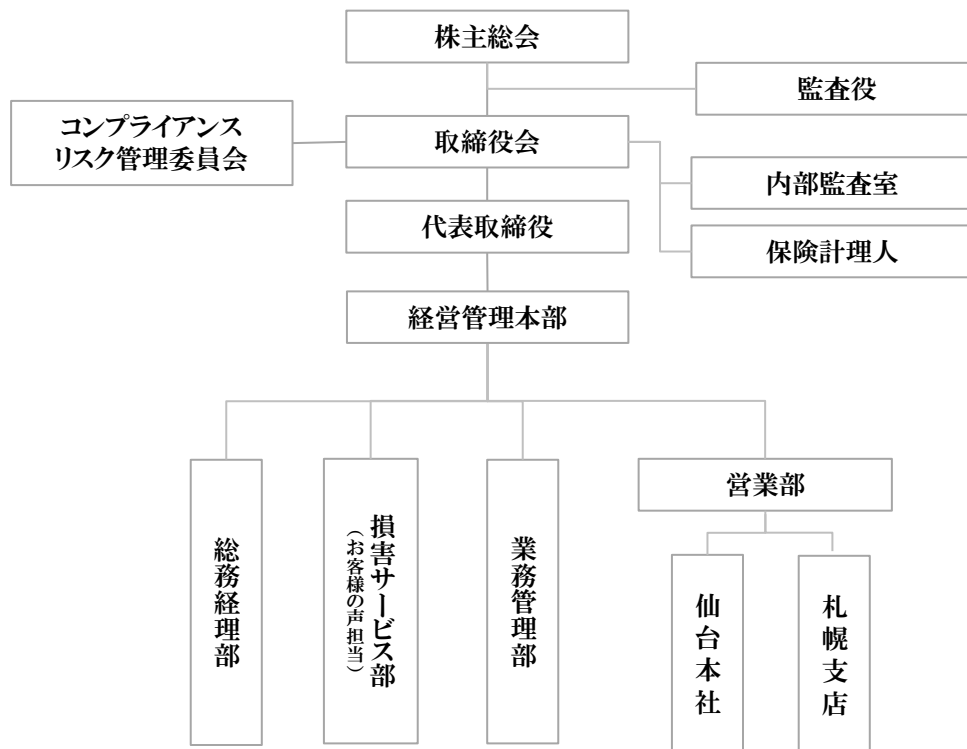 株主総会
監査役
コンプライアンス
リスク管理委員会
取締役会
内部監査室
代表取締役
保険計理人
経営管理本部
営業部
総務経理部
損害サービス部
（お客様の声担当）
業務管理部
仙台本社
札幌支店